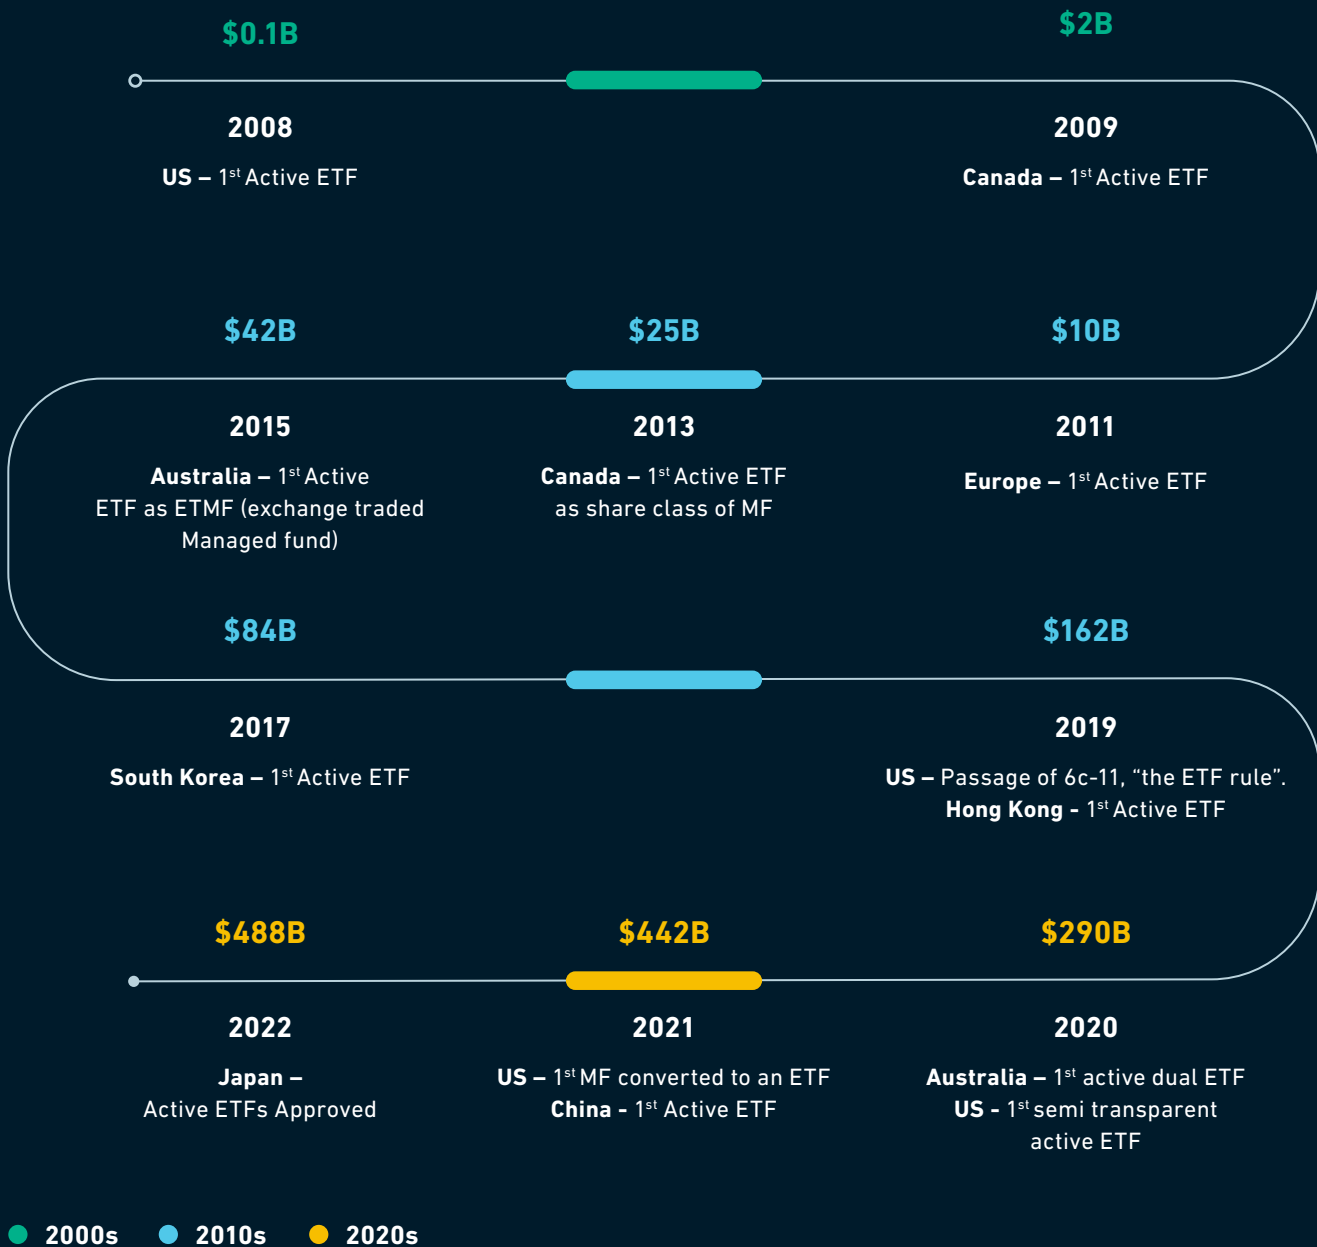 $0.1B
2008
US – 1st Active ETF
$2B
2009
Canada – 1st Active ETF
$10B
2011
Europe – 1st Active ETF
$25B
2013
Canada – 1st Active ETF
as share class of MF
$42B
2015
Australia – 1st Active
ETF as ETMF (exchange traded
Managed fund)
$84B
2017
South Korea – 1st Active ETF
$162B
2019
US – Passage of 6c-11, “the ETF rule”.
Hong Kong - 1st Active ETF
$290B
2020
Australia – 1st active dual ETF
US - 1st semi transparent
active ETF
$442B
2021
US – 1st MF converted to an ETF
China - 1st Active ETF
$488B
2022
Japan –
Active ETFs Approved
2000s
2010s
2020s